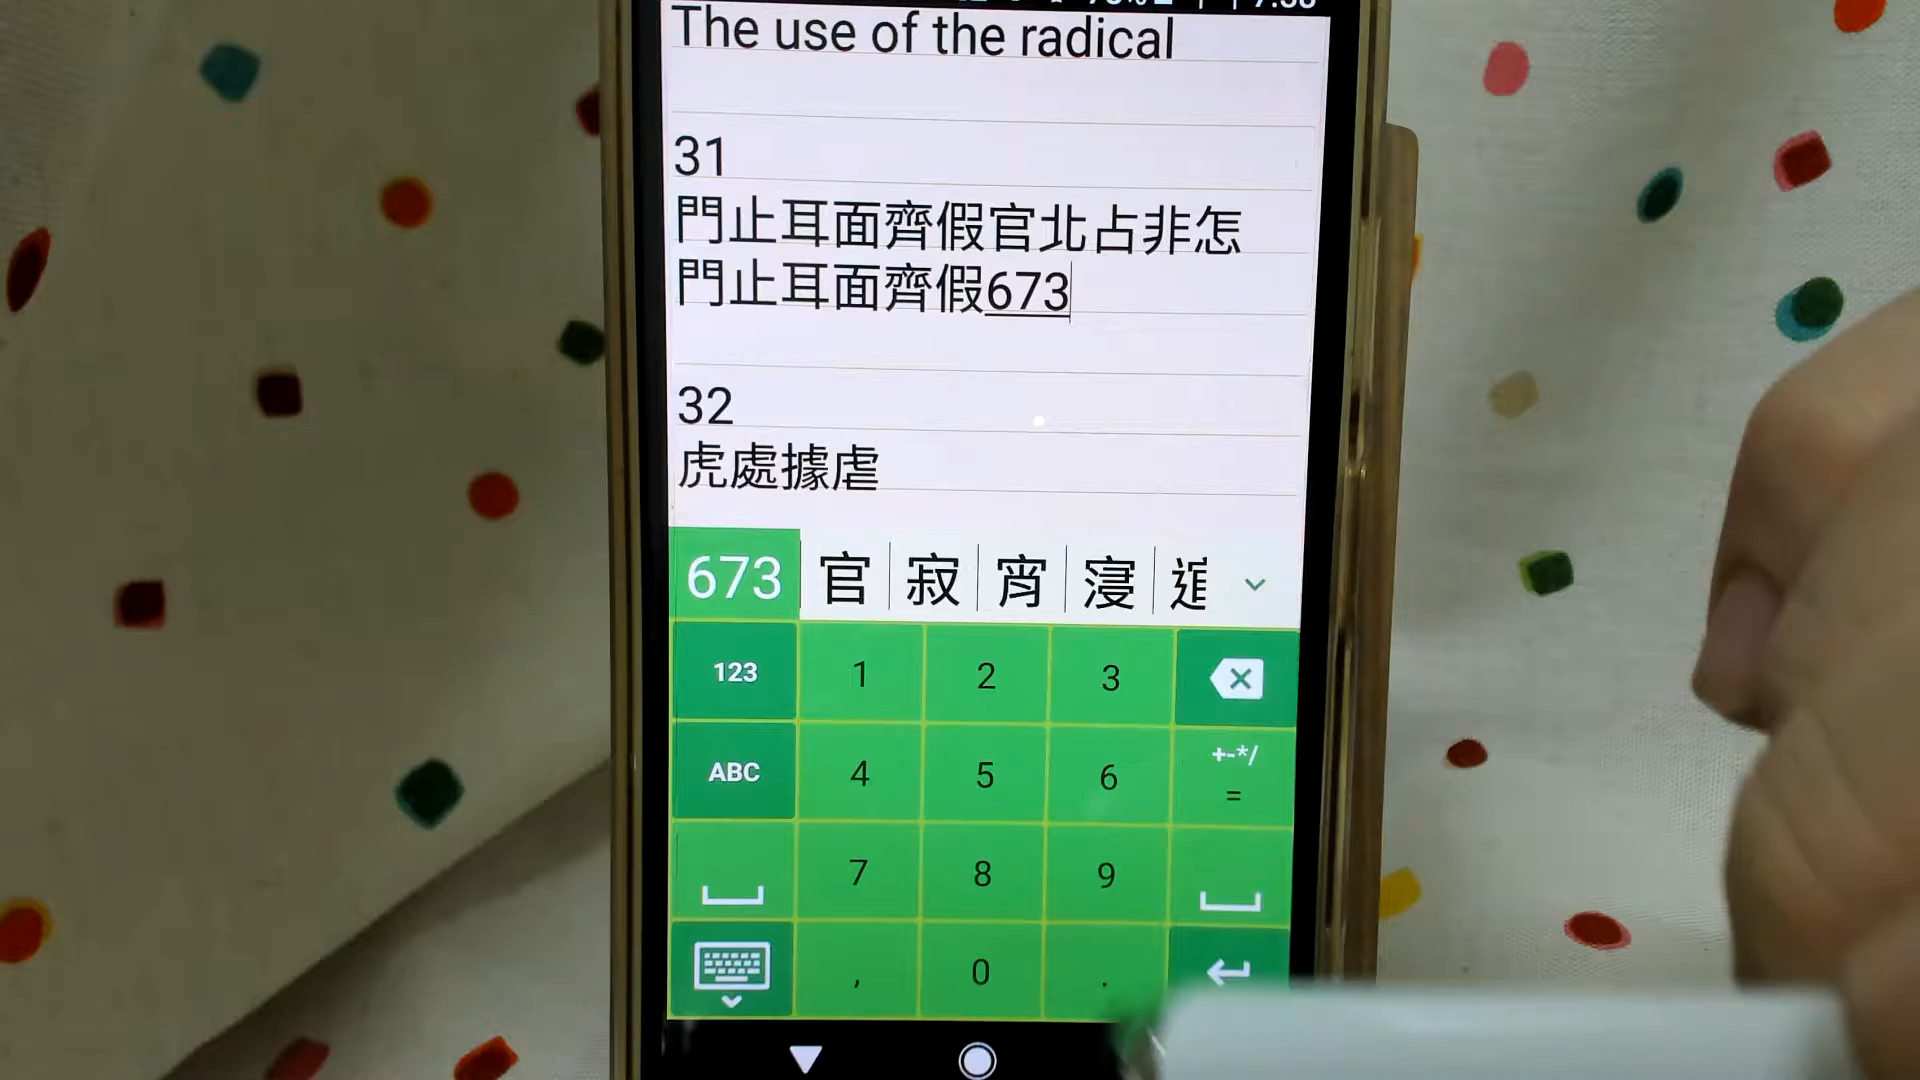 The use of the radical
31
門止耳面齊假官北占非怎
門止耳面齊假673
32
虎處據虐
673 官 寂 宵 寖
123 1 2 3
+-*/
ABC 4 5 6 =
7 8 9
, 0 .